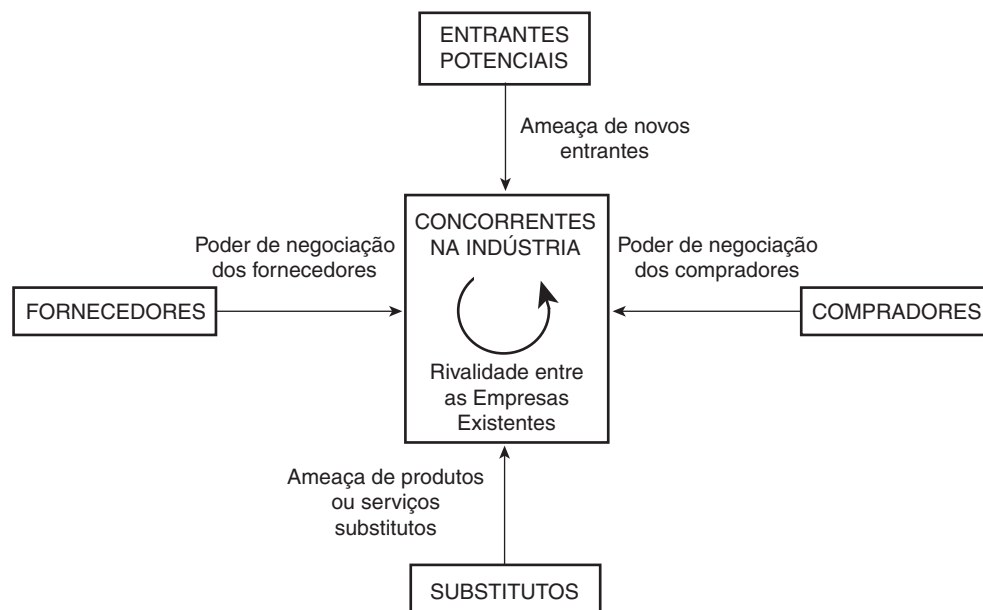 ENTRANTES
POTENCIAIS
Ameaça de novos
entrantes
CONCORRENTES
NA INDÚSTRIA
Poder de negociação
dos fornecedores
Poder de negociação
dos compradores
FORNECEDORES
COMPRADORES
Rivalidade entre
as Empresas
Existentes
Ameaça de produtos
ou serviços
substitutos
SUBSTITUTOS